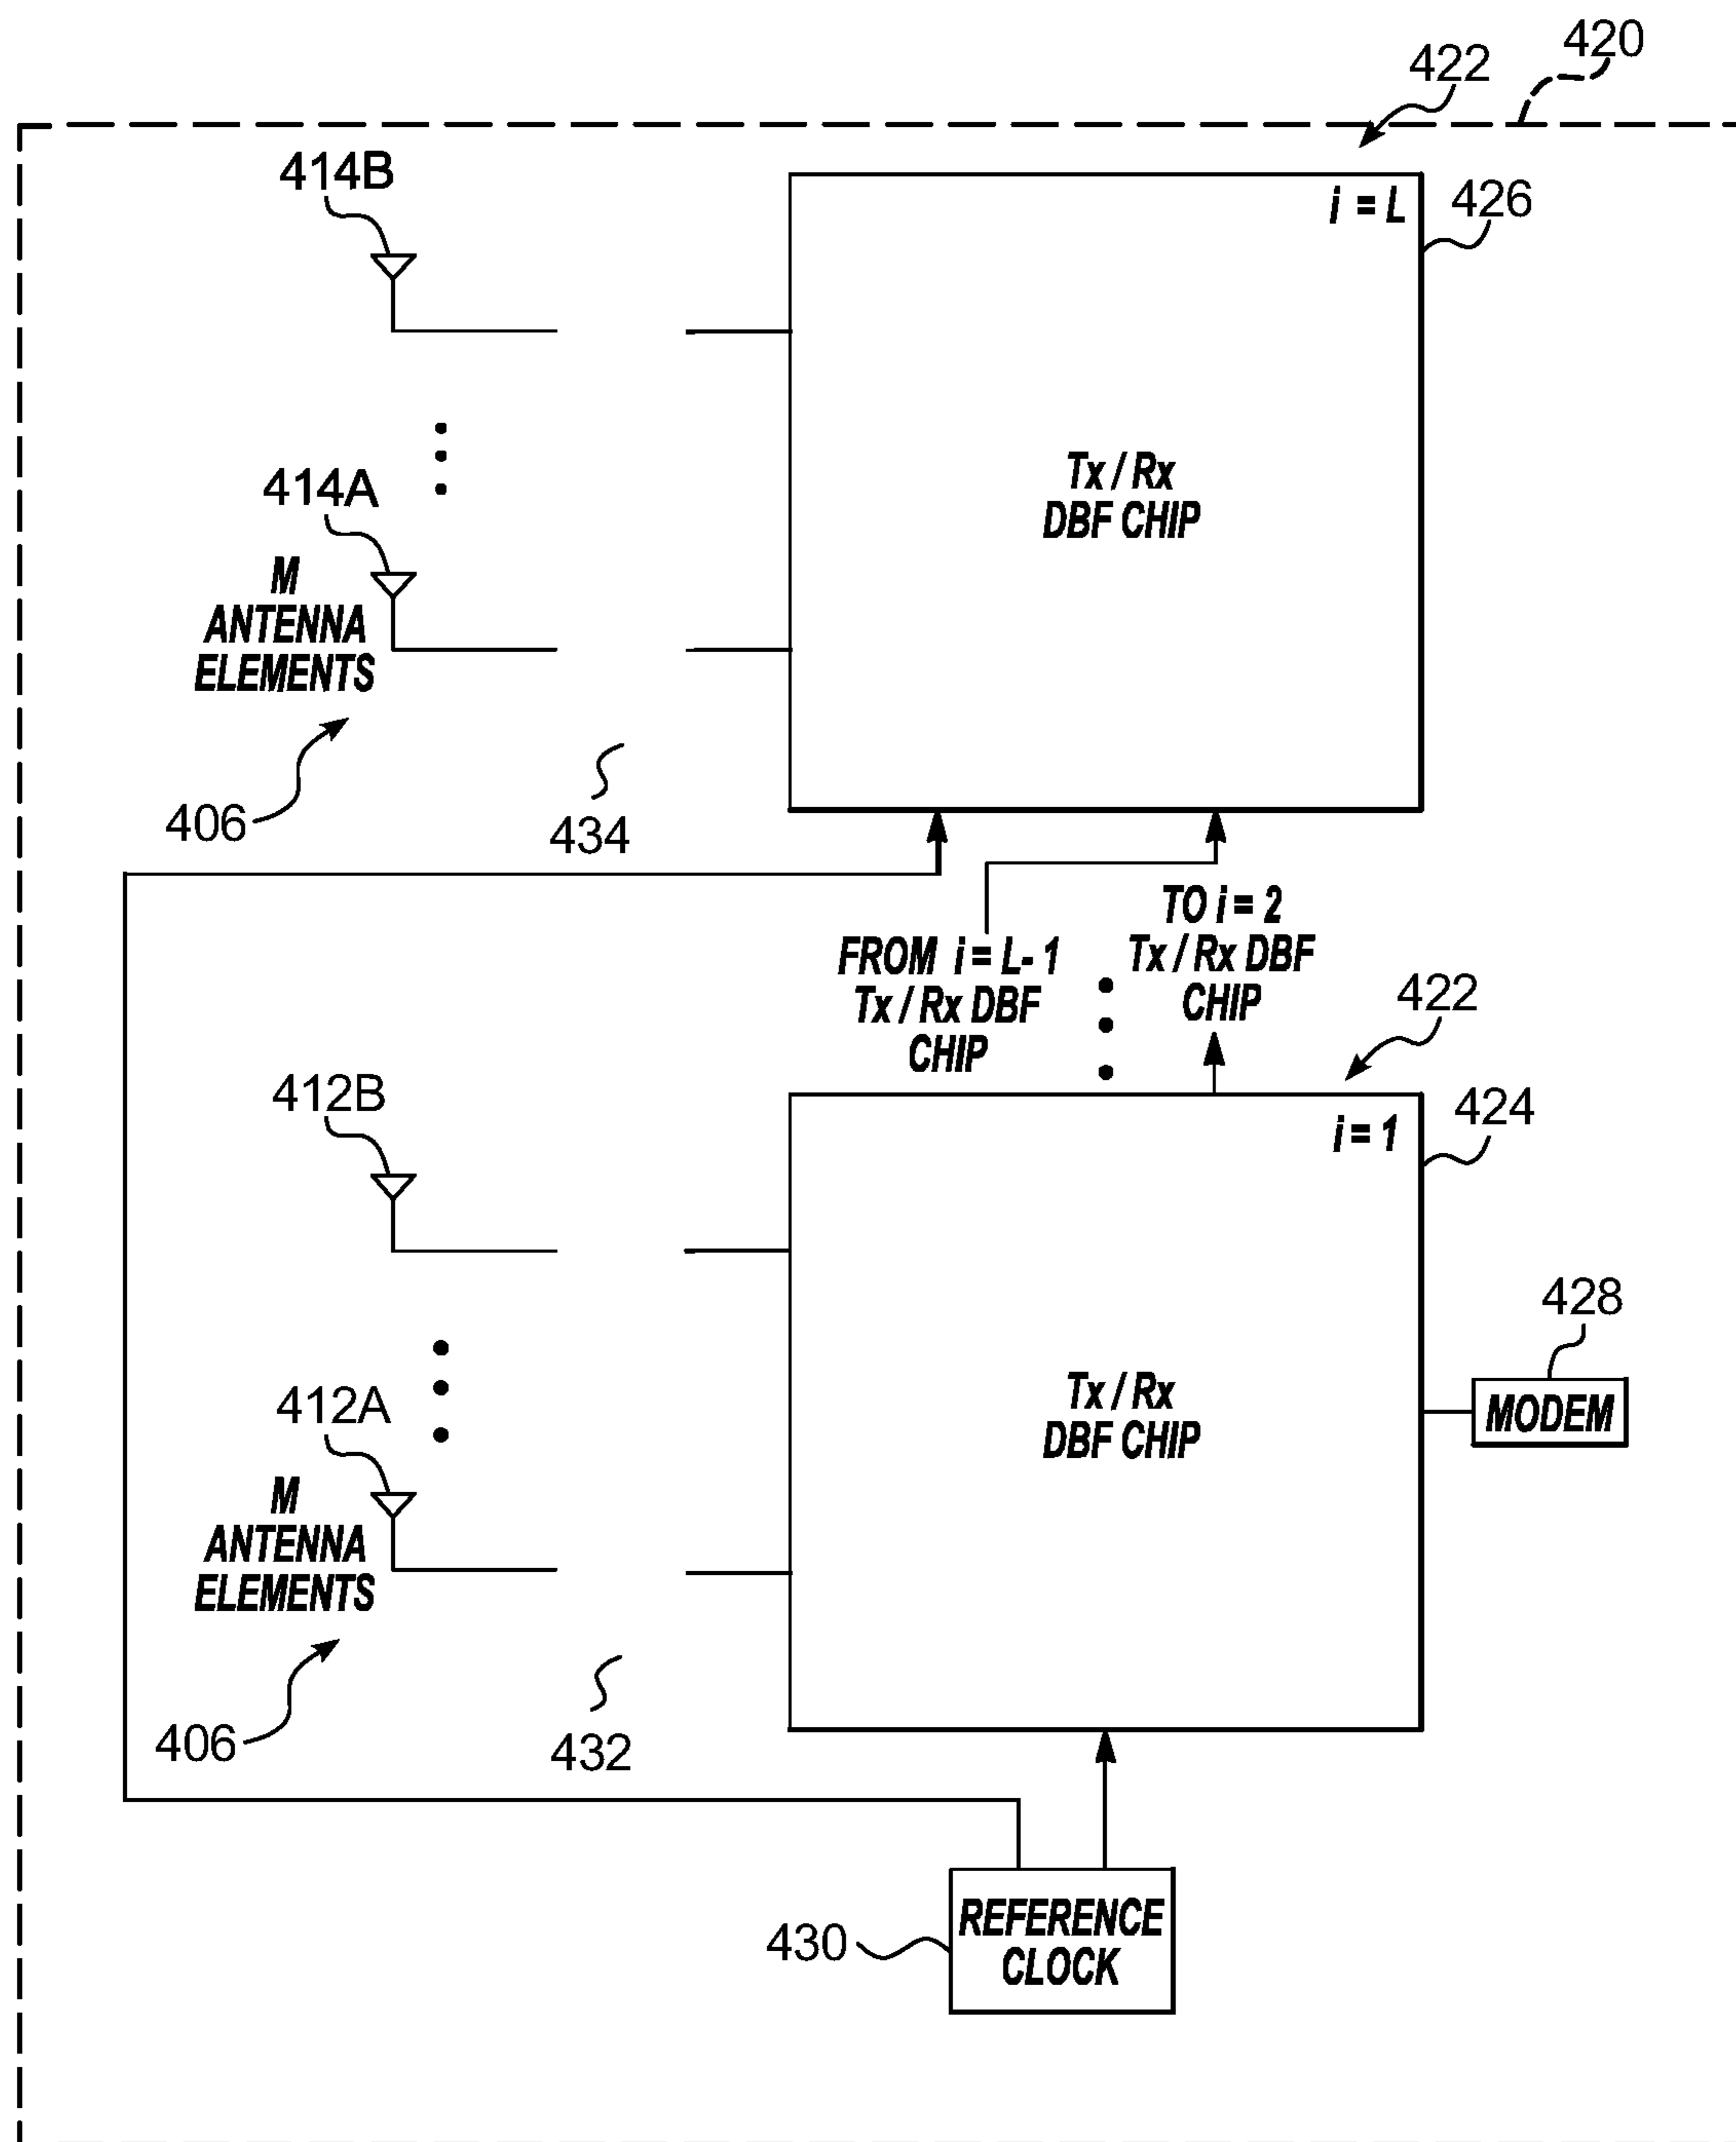 420
422
414B
i = L
426
Tx / Rx
DBF CHIP
414A
M
ANTENNA
ELEMENTS
406
434
TO i = 2
Tx / Rx DBF
CHIP
FROM i = L- 1
Tx / Rx DBF
CHIP
422
412B
424
i = 1
428
MODEM
Tx / Rx
DBF CHIP
412A
M
ANTENNA
ELEMENTS
406
432
430
REFERENCE
CLOCK